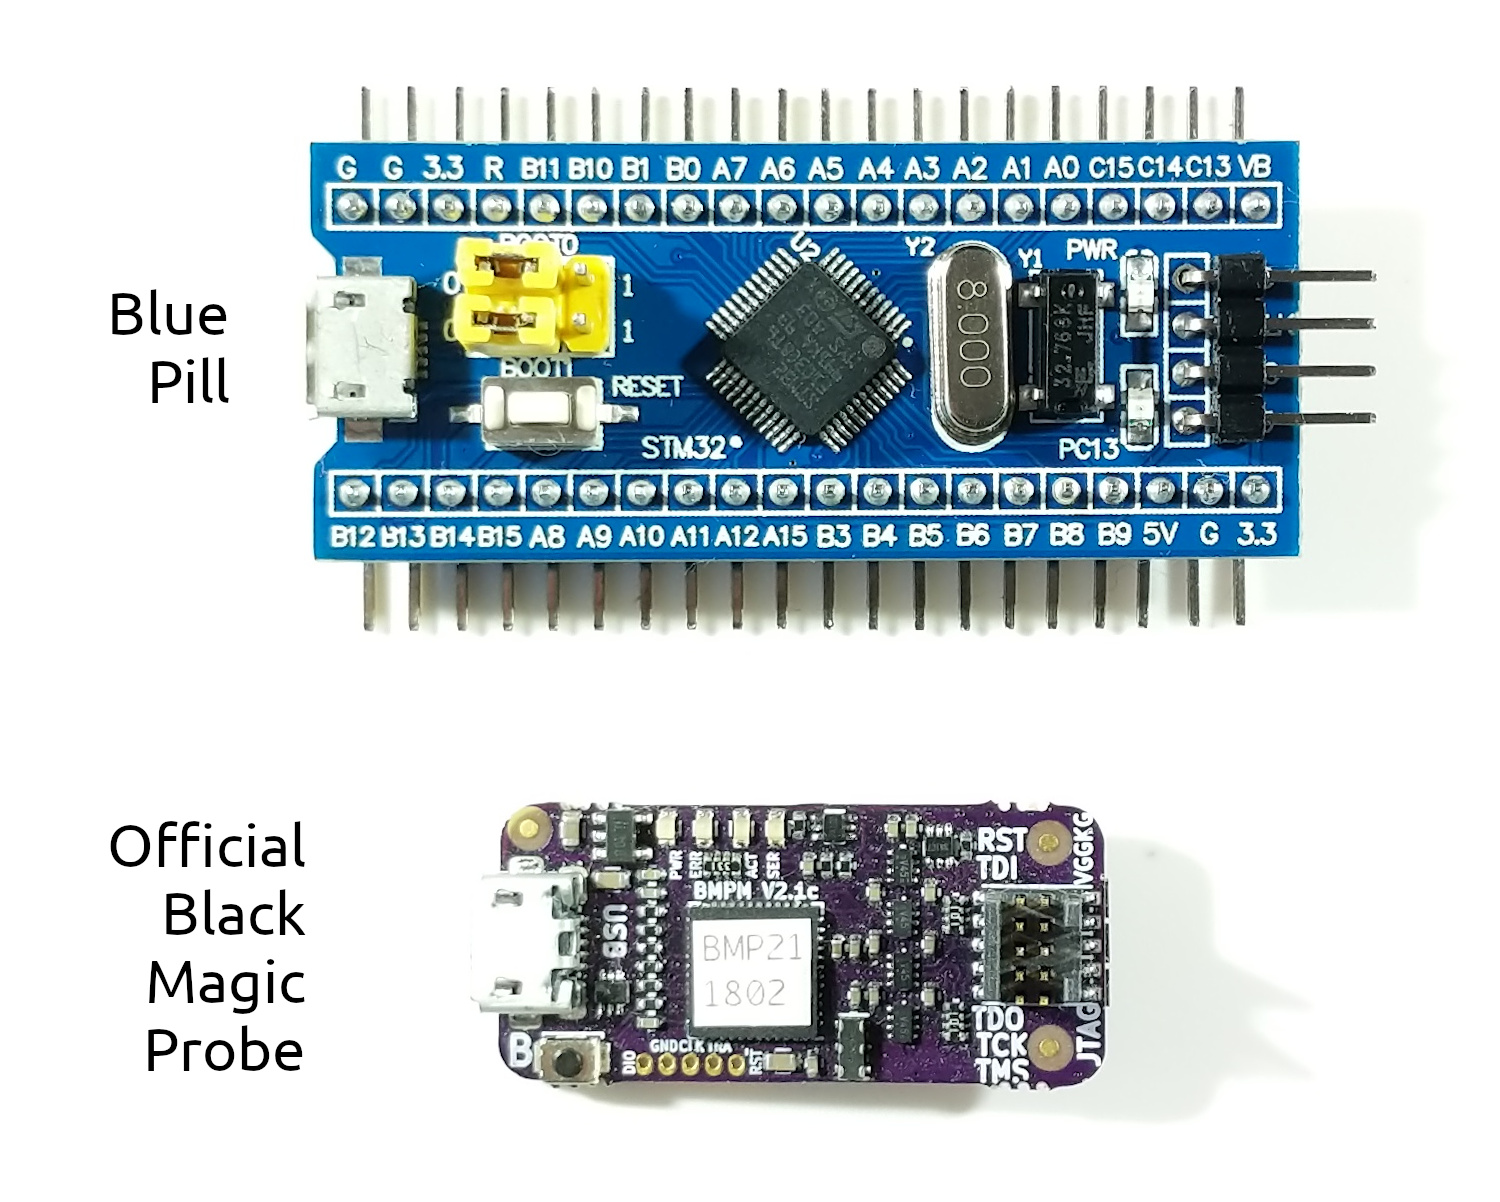 G G 3.3 R B11 B10 B1 B0 A7 A6 A5 A4 A3 A2 A1 A0 C15 C14 C13 VB
BOOT0
U2
Y2
Y1
PWR
0
1
8.000
32.768K
1
BOOT1
RESET
STM32
PC13
B12 B13 B14 B15 A8 A9 A10 A11 A12 A15 B3 B4 B5 B6 B7 B8 B9 5V G 3.3
Blue
Pill
Official
Black
Magic
Probe
PWR
ERR
ACT
SER
BMPM V2.1c
RST
TDI
VGGKG
USB
BMP21
1802
TDO
TCK
TMS
JTAG
B
DIO
GND CLK TRA
RST